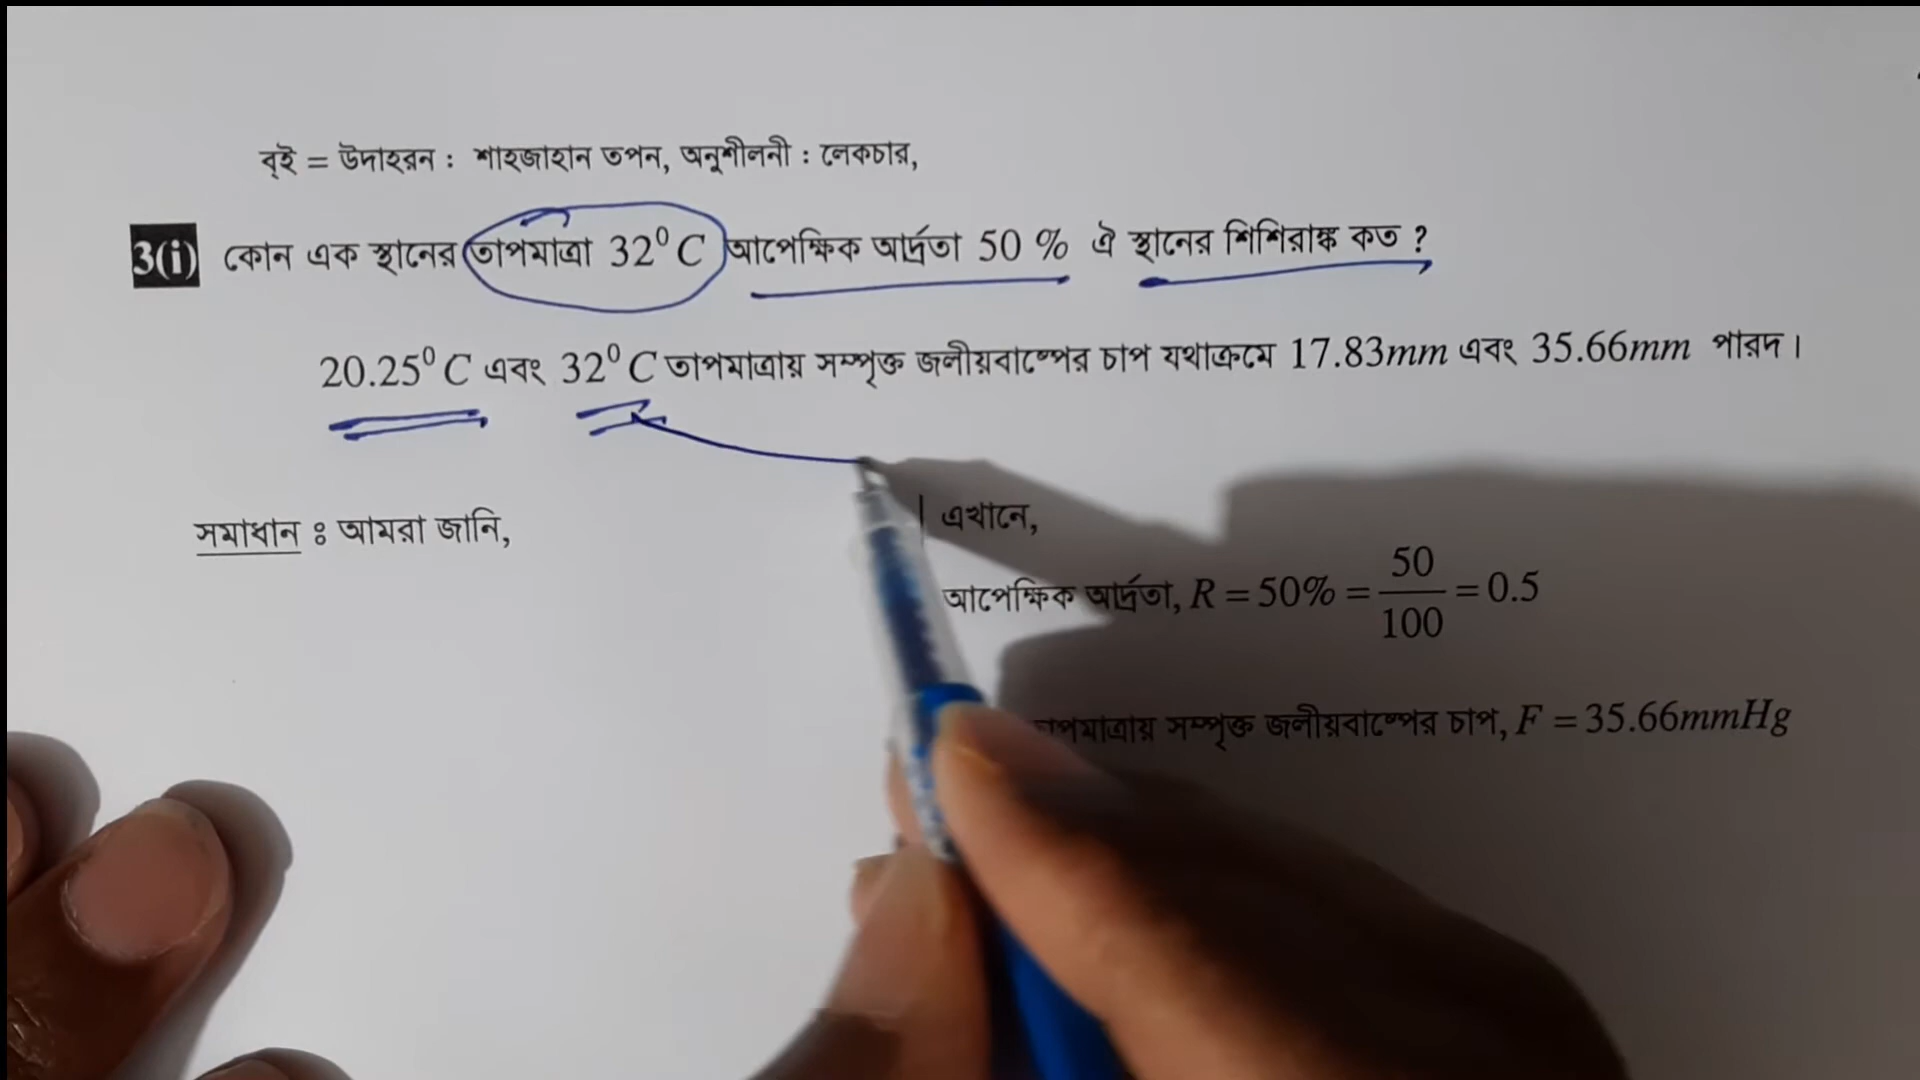 বই = উদাহরন : শাহজাহান তপন, অনুশীলনী : লেকচার,
3(i) কোন এক স্থানের তাপমাত্রা 32⁰C আপেক্ষিক আর্দ্রতা 50 % ঐ স্থানের শিশিরাঙ্ক কত ?
20.25⁰C এবং 32⁰C তাপমাত্রায় সম্পৃক্ত জলীয়বাষ্পের চাপ যথাক্রমে 17.83mm এবং 35.66mm পারদ।
সমাধান ঃ আমরা জানি,
এখানে,
আপেক্ষিক আর্দ্রতা, R = 50% = 50/100 = 0.5
সম্পৃক্ত জলীয়বাষ্পের চাপ, F = 35.66mmHg